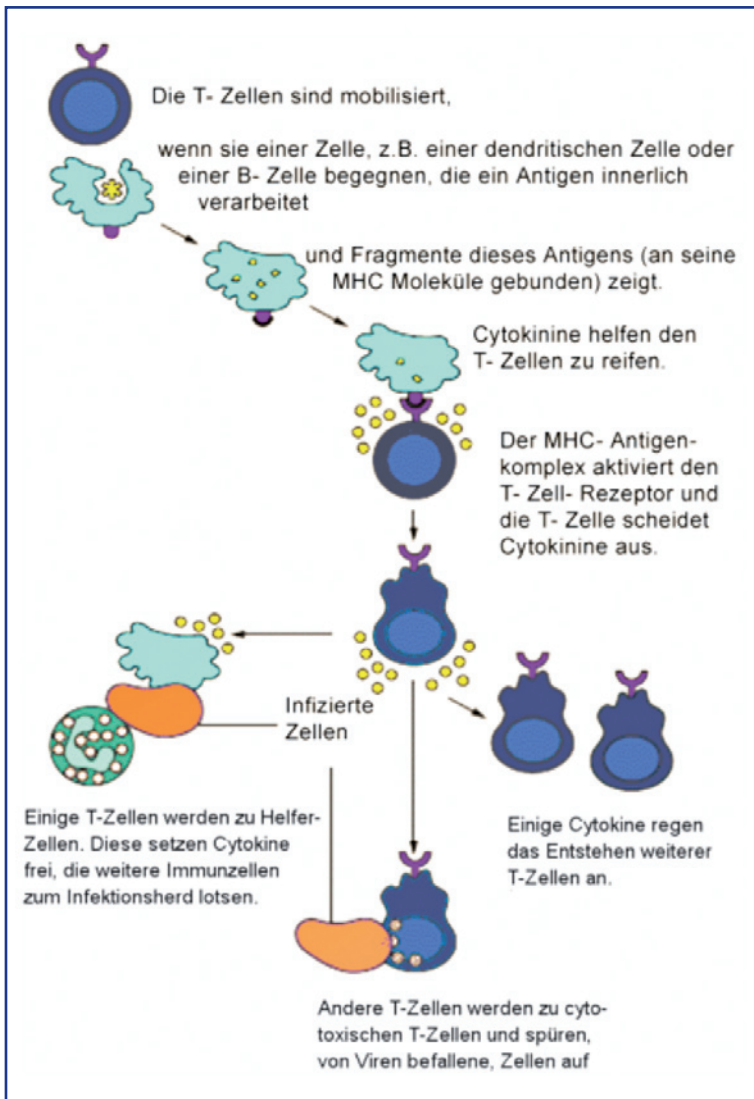 Die T- Zellen sind mobilisiert,
wenn sie einer Zelle, z.B. einer dendritischen Zelle oder
einer B- Zelle begegnen, die ein Antigen innerlich
verarbeitet
und Fragmente dieses Antigens (an seine
MHC Moleküle gebunden) zeigt.
Cytokinine helfen den
T- Zellen zu reifen.
Der MHC- Antigen-
komplex aktiviert den
T- Zell- Rezeptor und
die T- Zelle scheidet
Cytokinine aus.
Infizierte
Zellen
Einige T-Zellen werden zu Helfer-
Zellen. Diese setzen Cytokine
frei, die weitere Immunzellen
zum Infektionsherd lotsen.
Einige Cytokine regen
das Entstehen weiterer
T-Zellen an.
Andere T-Zellen werden zu cyto-
toxischen T-Zellen und spüren,
von Viren befallene, Zellen auf